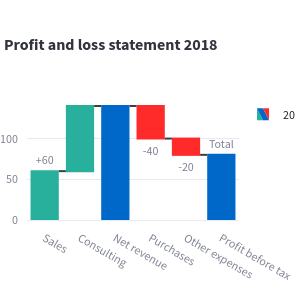 Profit and loss statement 2018
20
100
50
0
+60
-40
-20
Total
Sales
Consulting
Net revenue
Purchases
Other expenses
Profit before tax